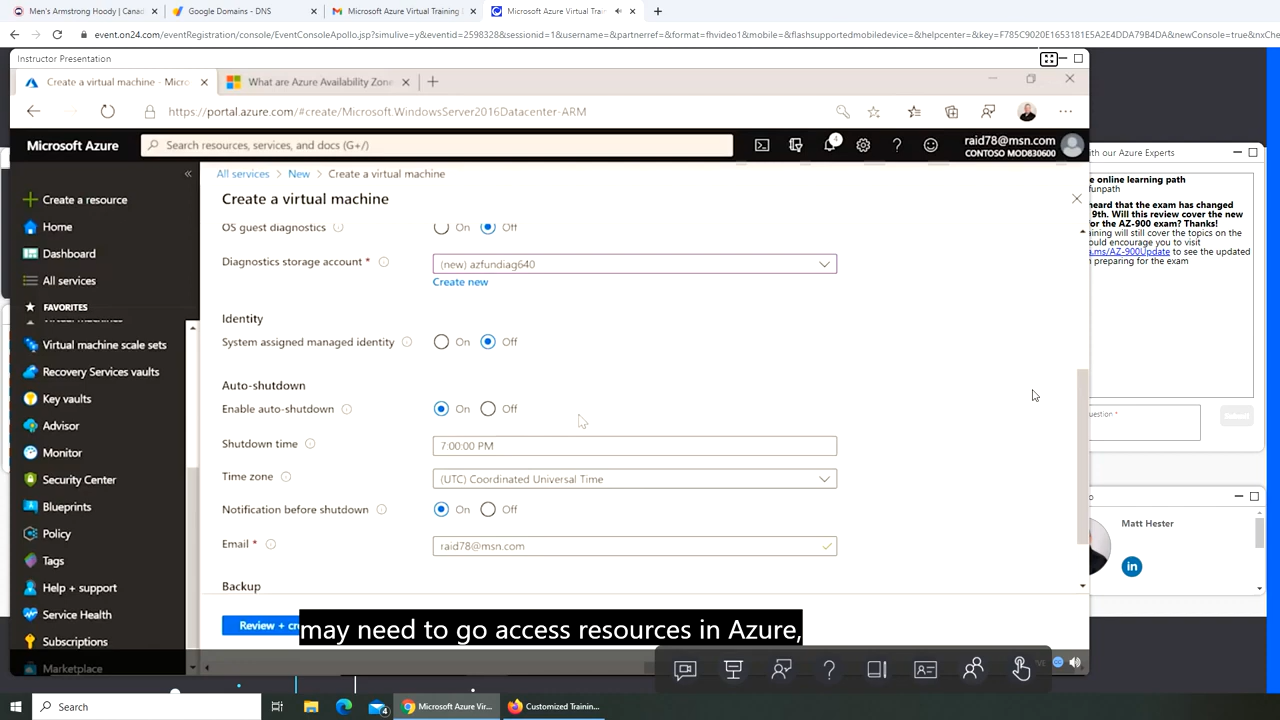 Men's Armstrong Hoody | Canad
Google Domains - DNS
Microsoft Azure Virtual Training
Microsoft Azure Virtual Trai
event.on24.com/eventRegistration/console/EventConsoleApollo.jsp?simulive=y&eventid=2598328&sessionid=1&username=&partnerref=&format=fhvideo1&mobile=&flashsupportedmobiledevice=&helpcenter=&key=F785C9020E1653181E5A2E4DDA79B4DA&newConsole=true&nxChe
Instructor Presentation
Create a virtual machine - Micro
What are Azure Availability Zone
https://portal.azure.com/#create/Microsoft.WindowsServer2016Datacenter-ARM
Microsoft Azure
Search resources, services, and docs (G+/)
4
raid78@msn.com
CONTOSO MOD830600
Create a resource
Home
Dashboard
All services
FAVORITES
Virtual machine scale sets
Recovery Services vaults
Key vaults
Advisor
Monitor
Security Center
Blueprints
Policy
Tags
Help + support
Service Health
Subscriptions
Marketplace
All services > New > Create a virtual machine
Create a virtual machine
OS guest diagnostics On Off
Diagnostics storage account * (new) azfundiag640
Create new
Identity
System assigned managed identity On Off
Auto-shutdown
Enable auto-shutdown On Off
Shutdown time 7:00:00 PM
Time zone (UTC) Coordinated Universal Time
Notification before shutdown On Off
Email * raid78@msn.com
Backup
Review + cr
may need to go access resources in Azure,
with our Azure Experts
e online learning path
funpath
heard that the exam has changed
9th. Will this review cover the new
for the AZ-900 exam? Thanks!
aining will still cover the topics on the
ould encourage you to visit
ms/AZ-900Update to see the updated
n preparing for the exam
uestion *
Submit
Matt Hester
in
Search
Microsoft Azure Vir...
Customized Trainin...